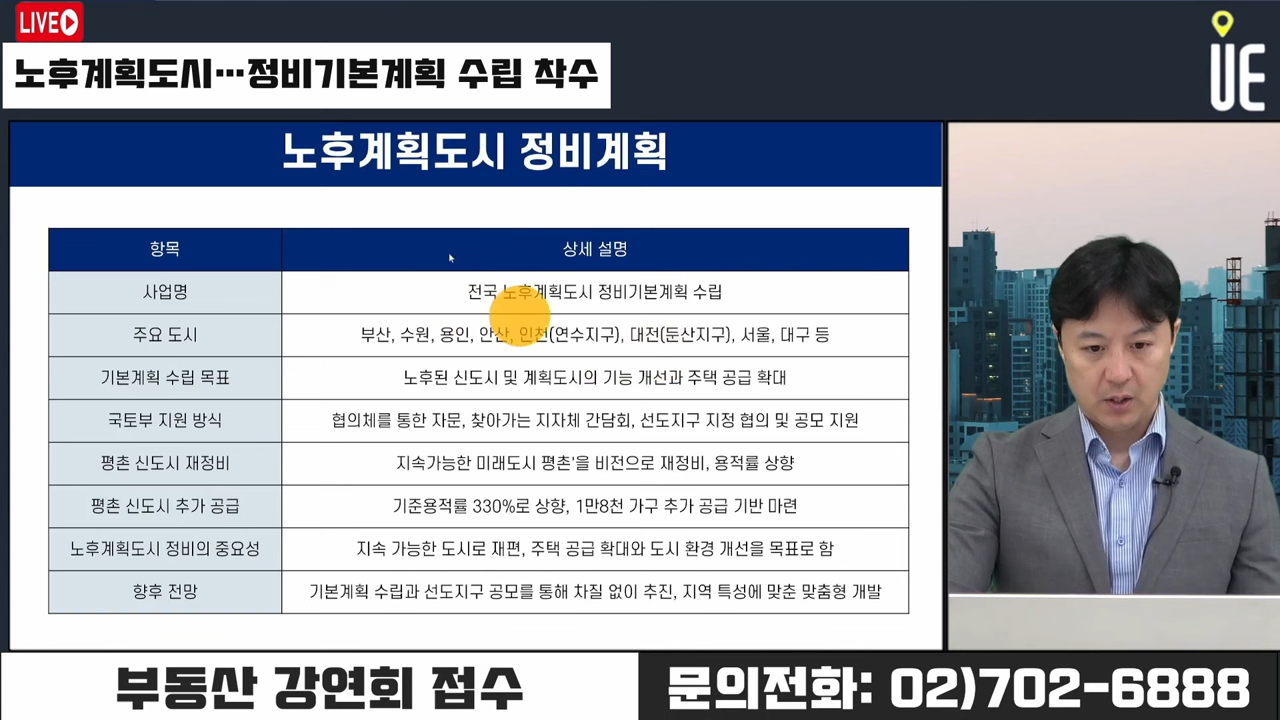 LIVE
노후계획도시…정비기본계획 수립 착수
UE
노후계획도시 정비계획
항목 상세 설명
사업명 전국 노후계획도시 정비기본계획 수립
주요 도시 부산, 수원, 용인, 안산, 인천(연수지구), 대전(둔산지구), 서울, 대구 등
기본계획 수립 목표 노후된 신도시 및 계획도시의 기능 개선과 주택 공급 확대
국토부 지원 방식 협의체를 통한 자문, 찾아가는 지자체 간담회, 선도지구 지정 협의 및 공모 지원
평촌 신도시 재정비 지속가능한 미래도시 평촌'을 비전으로 재정비, 용적률 상향
평촌 신도시 추가 공급 기준용적률 330%로 상향, 1만8천 가구 추가 공급 기반 마련
노후계획도시 정비의 중요성 지속 가능한 도시로 재편, 주택 공급 확대와 도시 환경 개선을 목표로 함
향후 전망 기본계획 수립과 선도지구 공모를 통해 차질 없이 추진, 지역 특성에 맞춘 맞춤형 개발
부동산 강연회 접수
문의전화: 02)702-6888